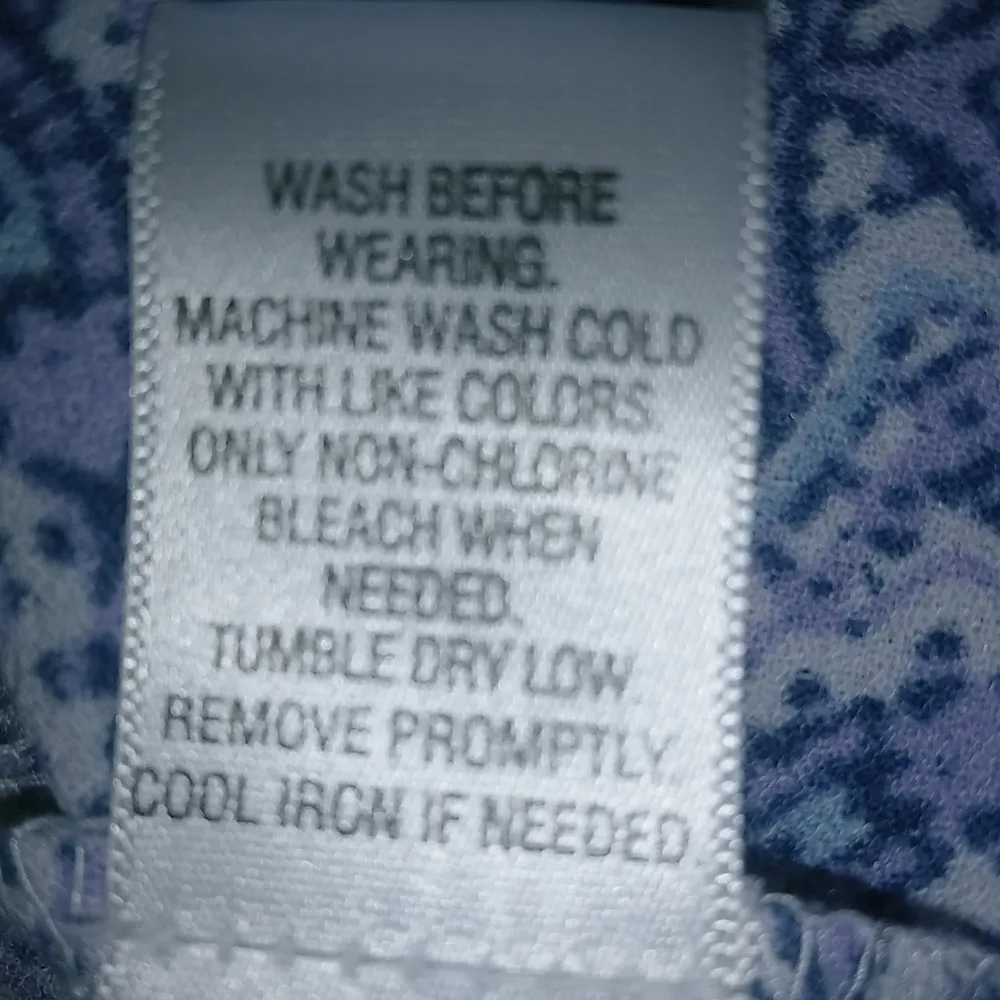 WASH BEFORE
WEARING.
MACHINE WASH COLD
WITH LIKE COLORS
ONLY NON-CHLORINE
BLEACH WHEN
NEEDED.
TUMBLE DRY LOW.
REMOVE PROMPTLY.
COOL IRON IF NEEDED.